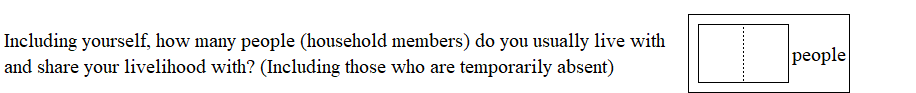 Including yourself, how many people (household members) do you usually live with
and share your livelihood with? (Including those who are temporarily absent)
people